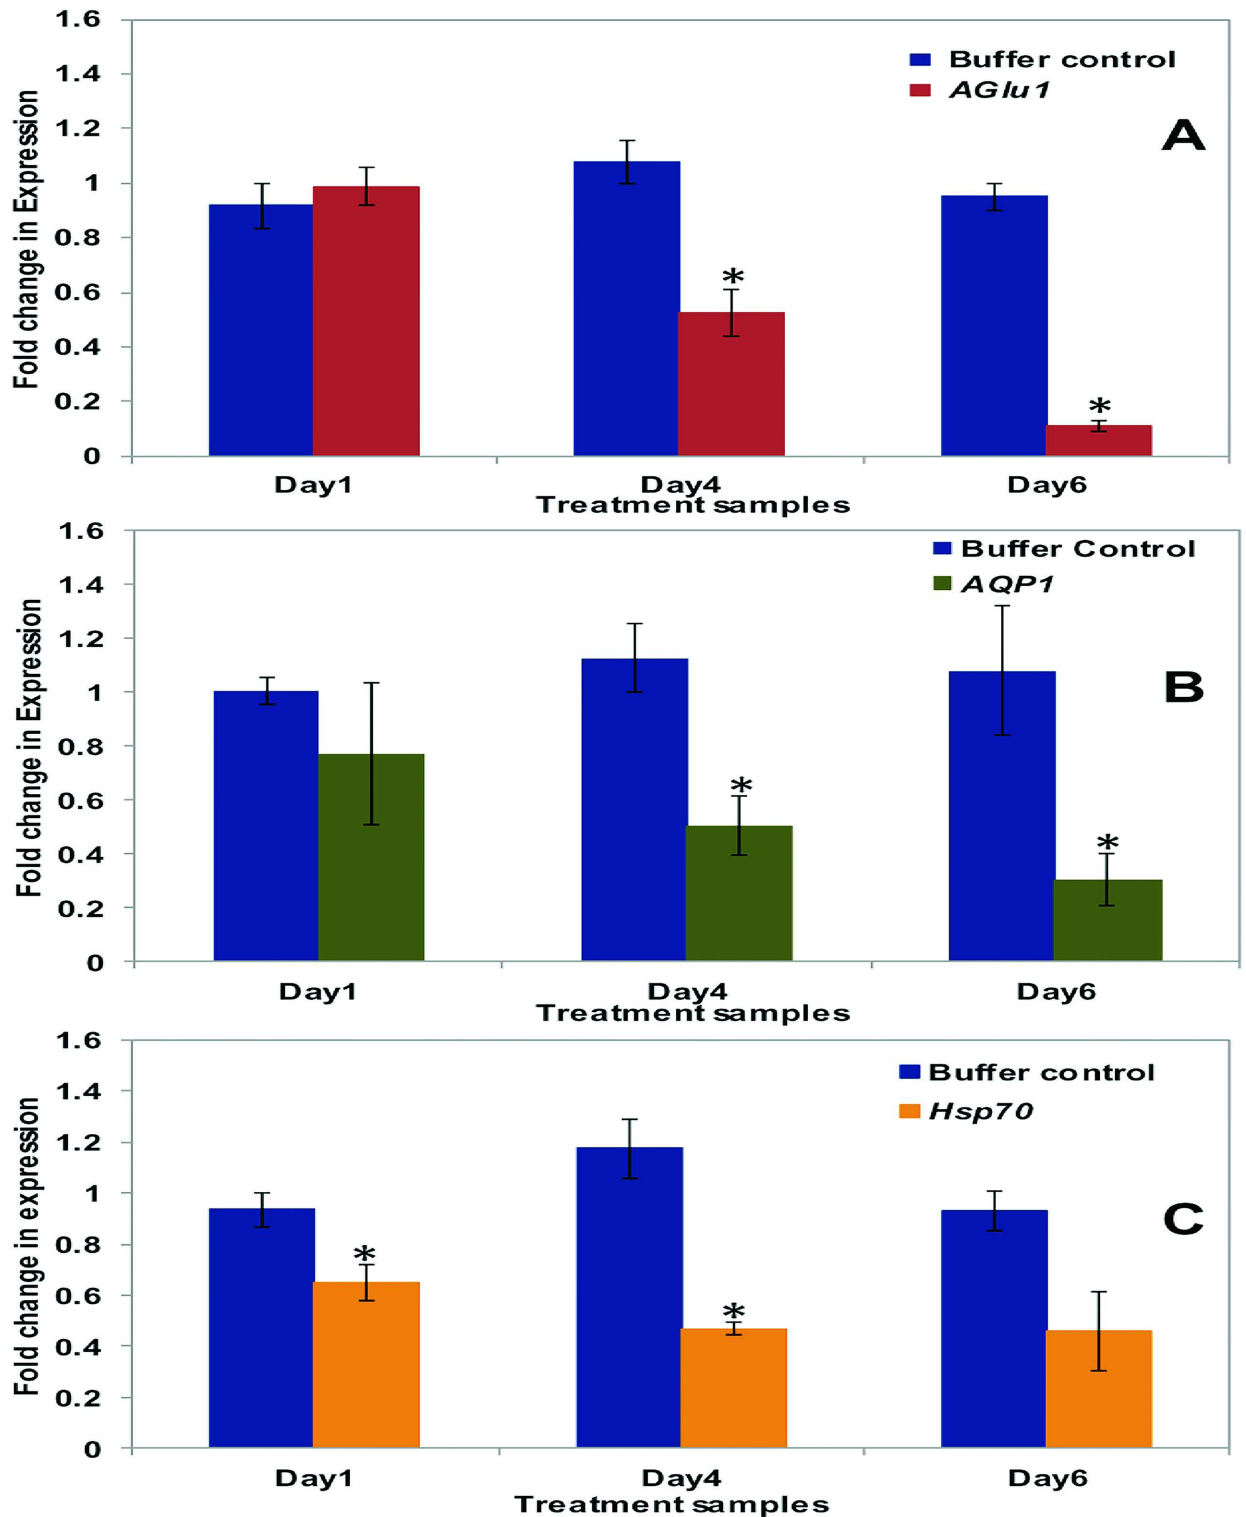 1.6
1.4
1.2
1
0.8
0.6
0.4
0.2
0
Fold change in Expression
Buffer control
AGlu1
A
*
*
Day1 Day4 Day6
Treatment samples
1.6
1.4
1.2
1
0.8
0.6
0.4
0.2
0
Fold change in Expression
Buffer Control
AQP1
B
*
*
Day1 Day4 Day6
Treatment samples
1.6
1.4
1.2
1
0.8
0.6
0.4
0.2
0
Fold change in expression
Buffer control
Hsp70
C
*
*
Day1 Day4 Day6
Treatment samples